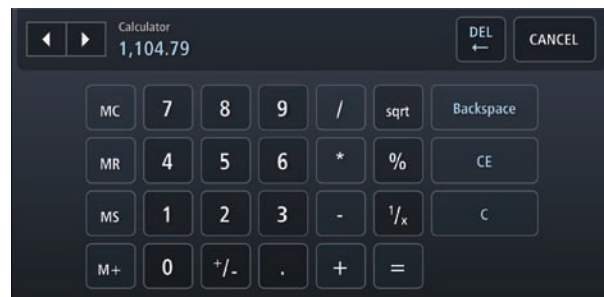 Calculator
1,104.79
DEL
CANCEL
MC 7 8 9 / sqrt Backspace
MR 4 5 6 * % CE
MS 1 2 3 - 1/x C
M+ 0 +/- . + =